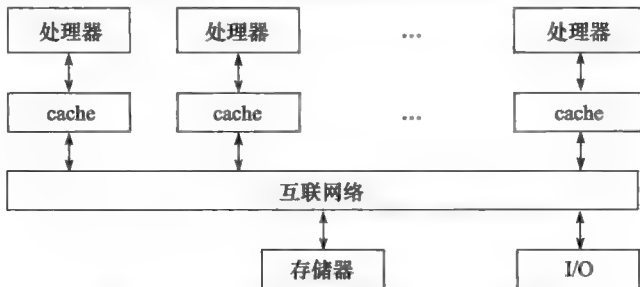 处理器 处理器 … 处理器
cache cache … cache
互联网络
存储器 I/O